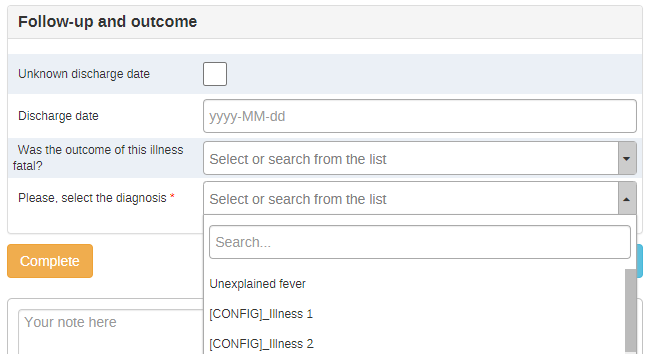 Follow-up and outcome
Unknown discharge date
Discharge date
yyyy-MM-dd
Was the outcome of this illness
fatal?
Select or search from the list
Please, select the diagnosis *
Select or search from the list
Search...
Complete
Unexplained fever
[CONFIG]_Illness 1
Your note here
[CONFIG]_Illness 2